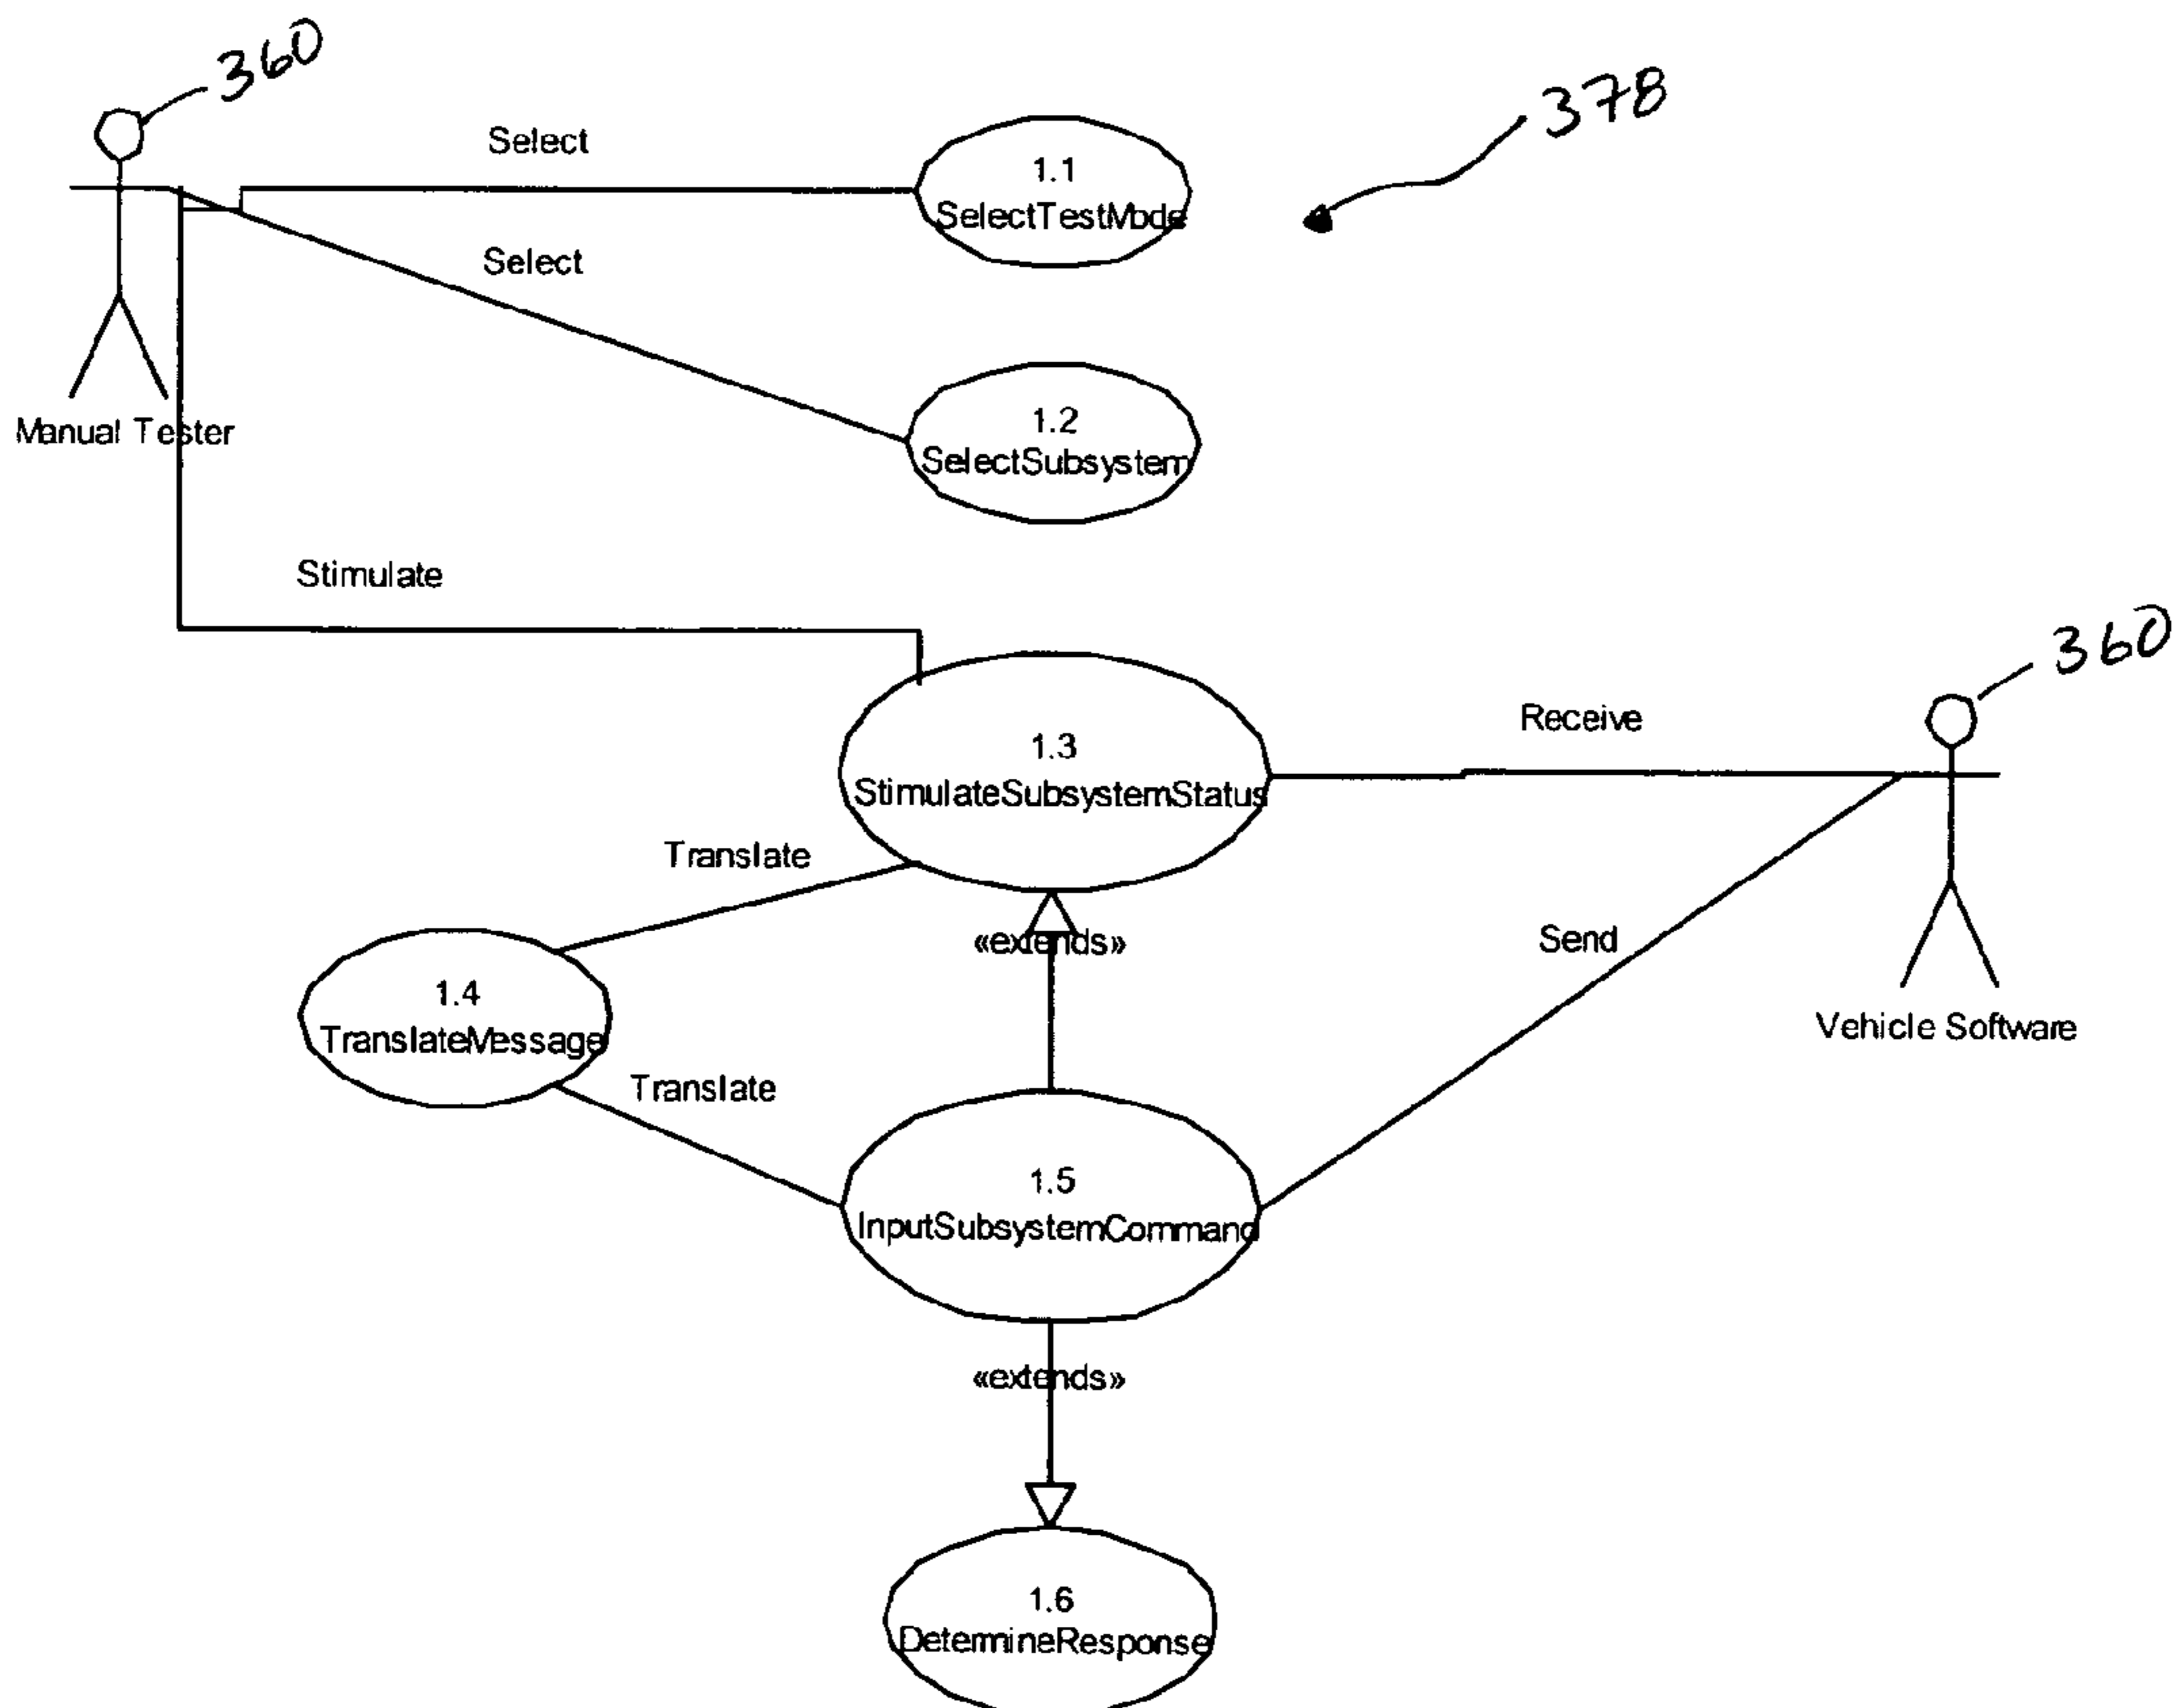 360
378
Select
1.1
SelectTestMode
Select
Manual Tester
1.2
SelectSubsystem
Stimulate
360
Receive
1.3
StimulateSubsystemStatus
Translate
«extends»
Send
1.4
TranslateMessage
Vehicle Software
Translate
1.5
InputSubsystemCommand
«extends»
1.6
DetermineResponse